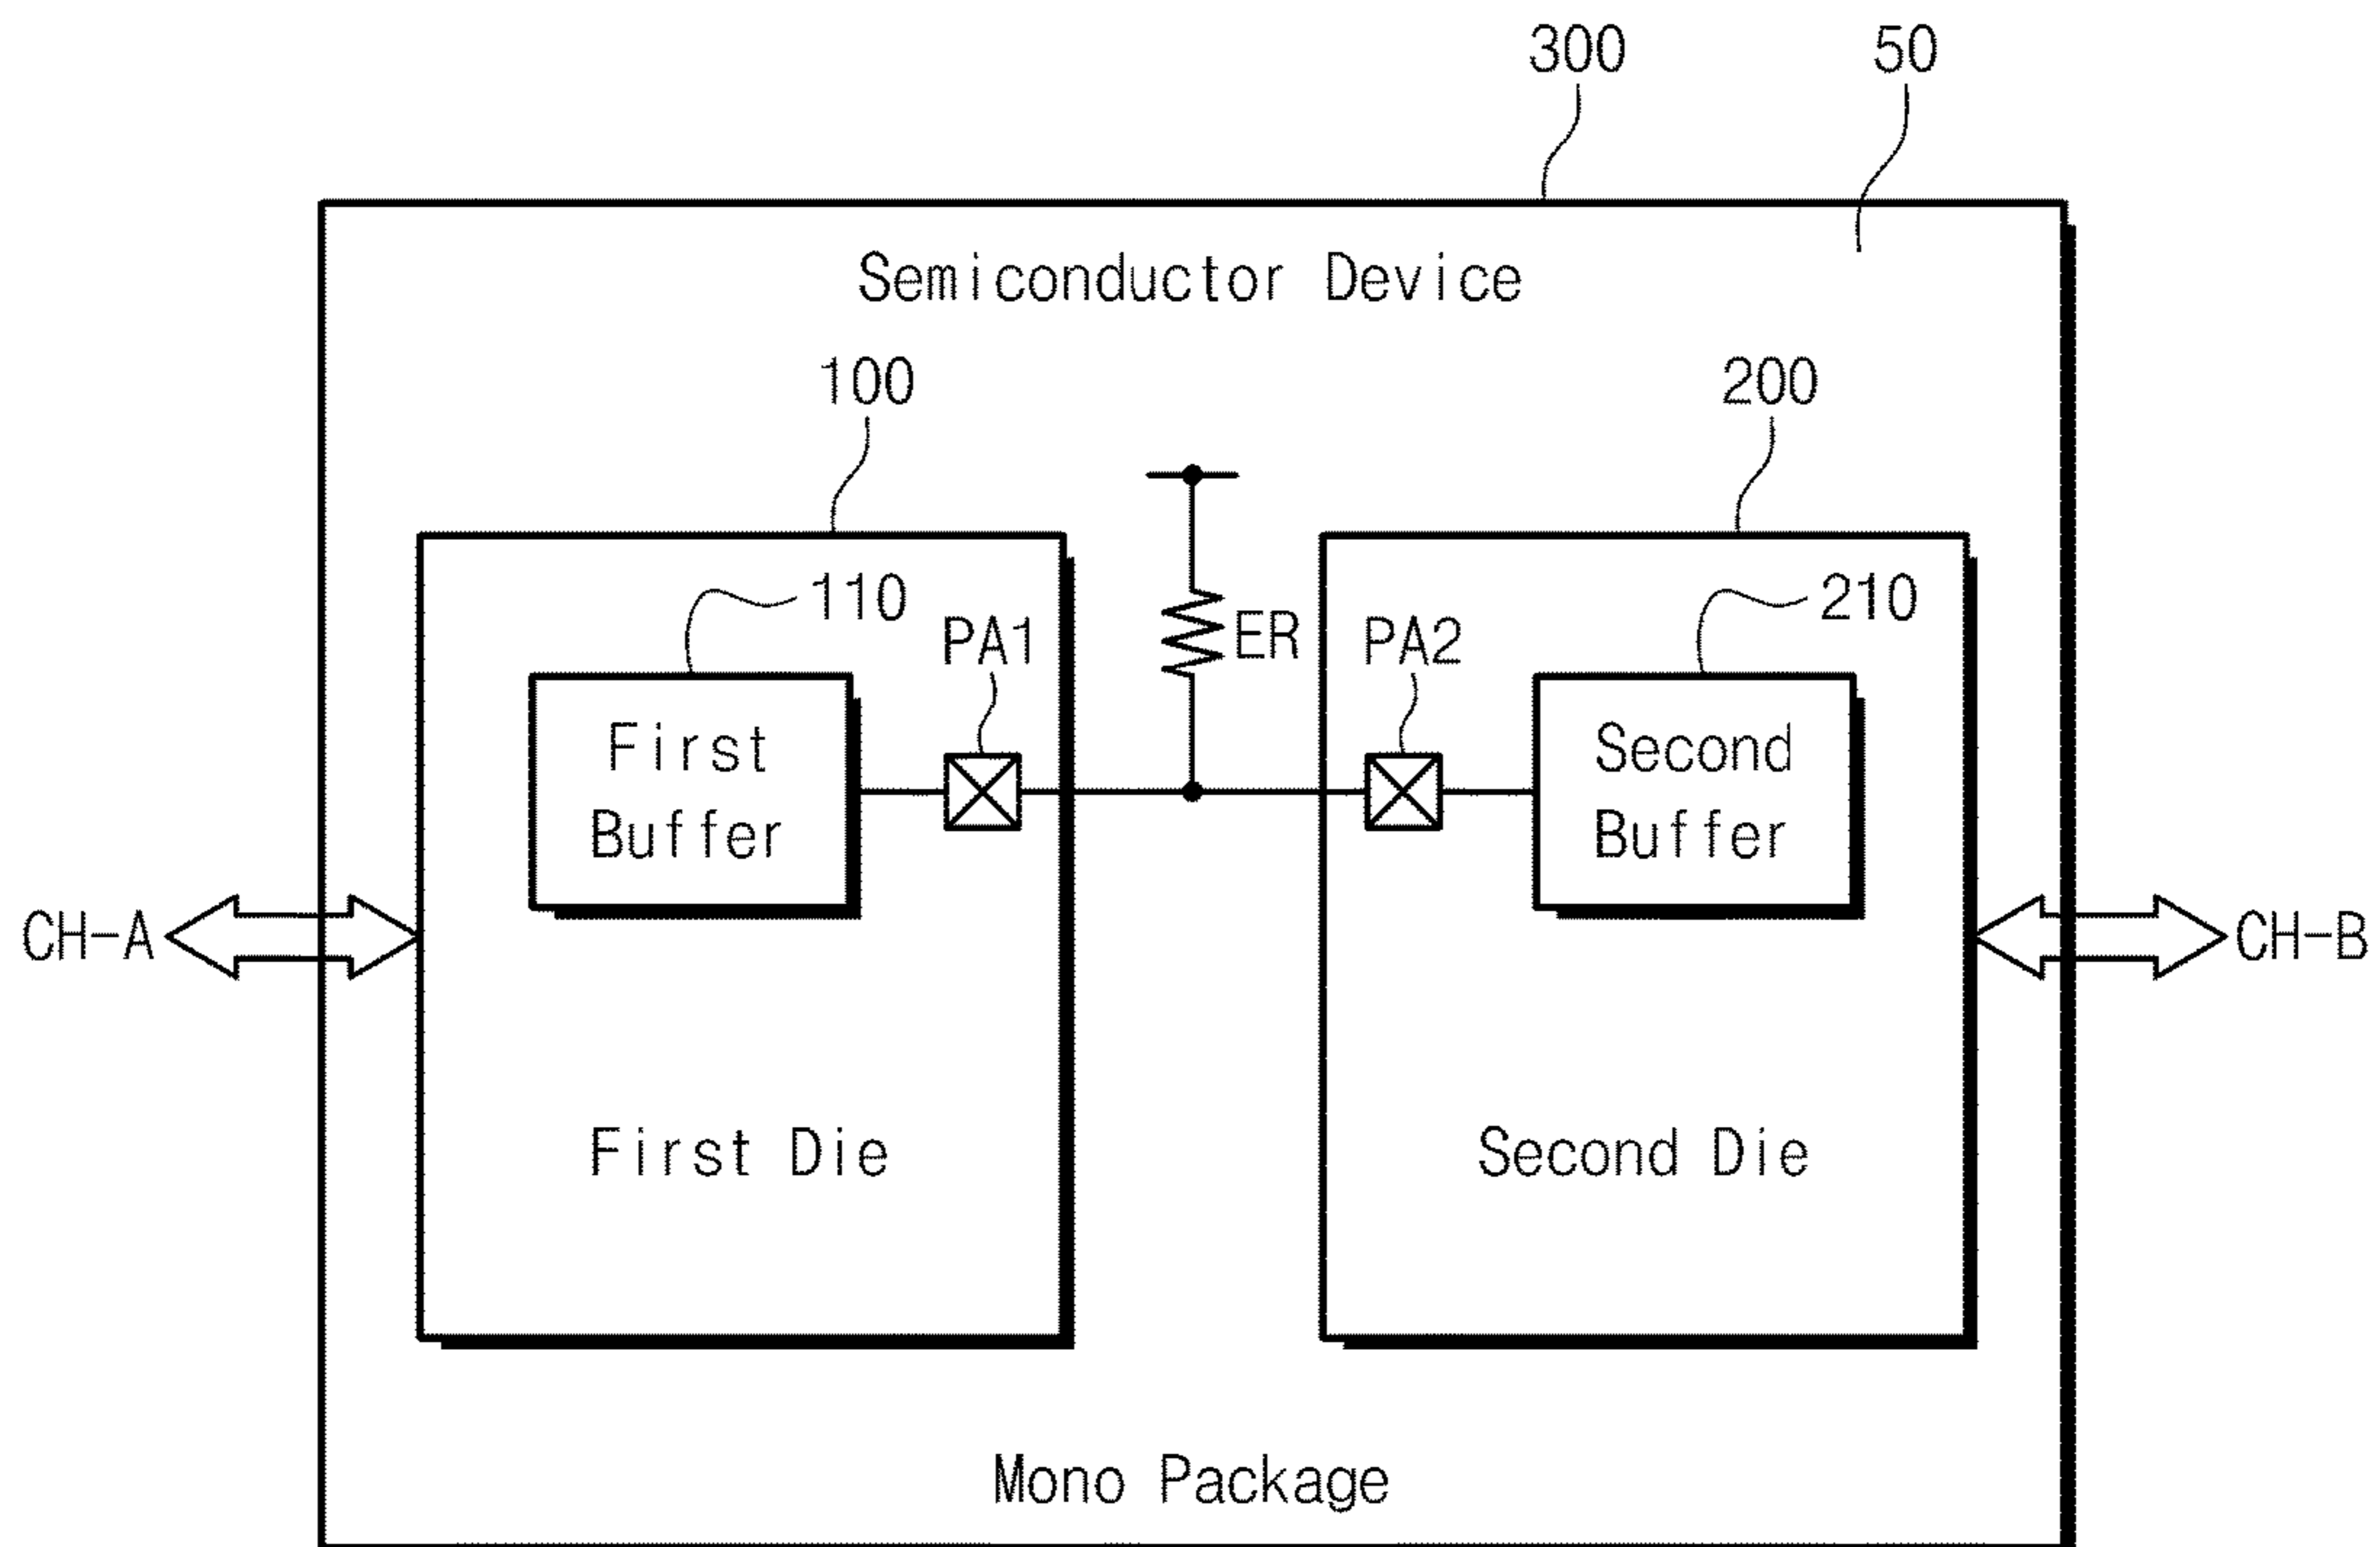 300
50
Semiconductor Device
100
200
110
PA1
ER
PA2
210
First
Buffer
Second
Buffer
CH-A
CH-B
First Die
Second Die
Mono Package